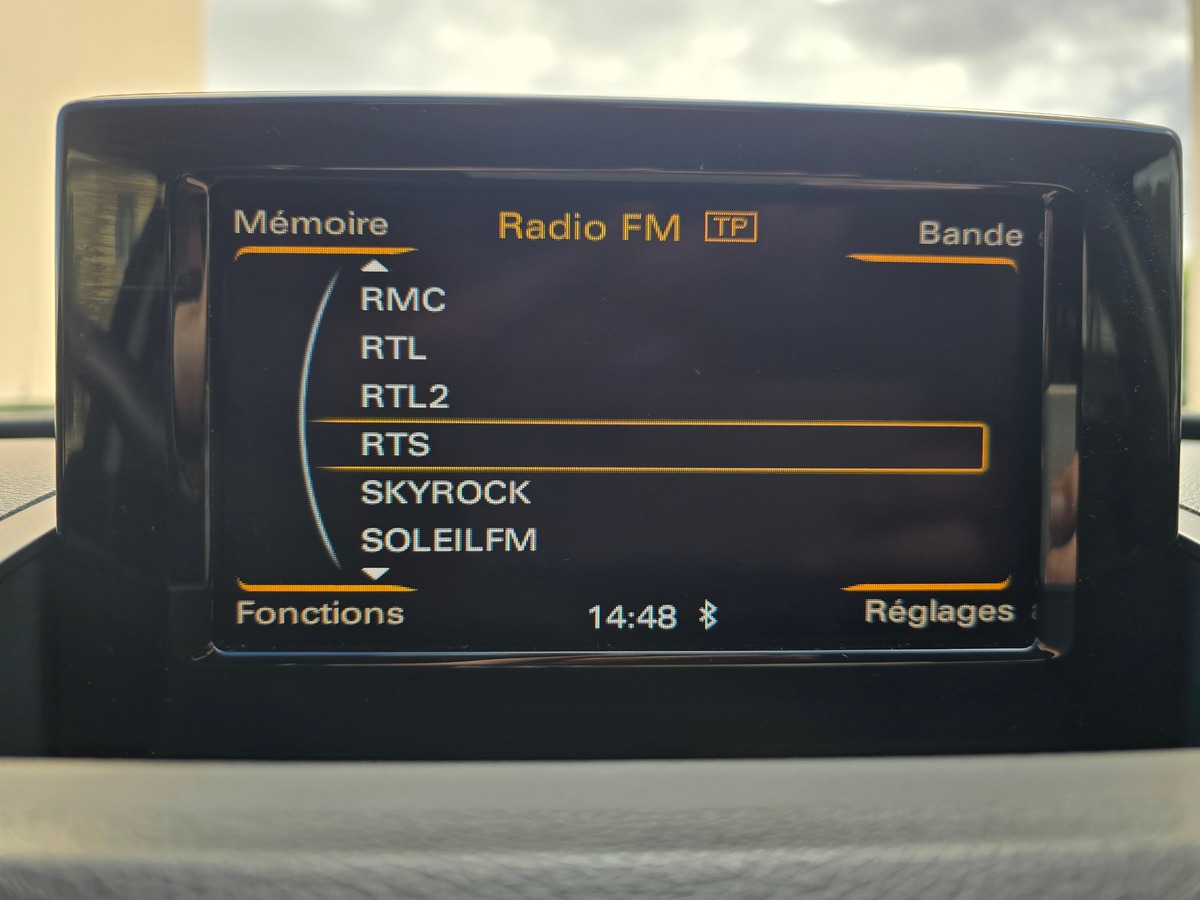 Mémoire Radio FM TP Bande
RMC
RTL
RTL2
RTS
SKYROCK
SOLEILFM
Fonctions 14:48 Réglages